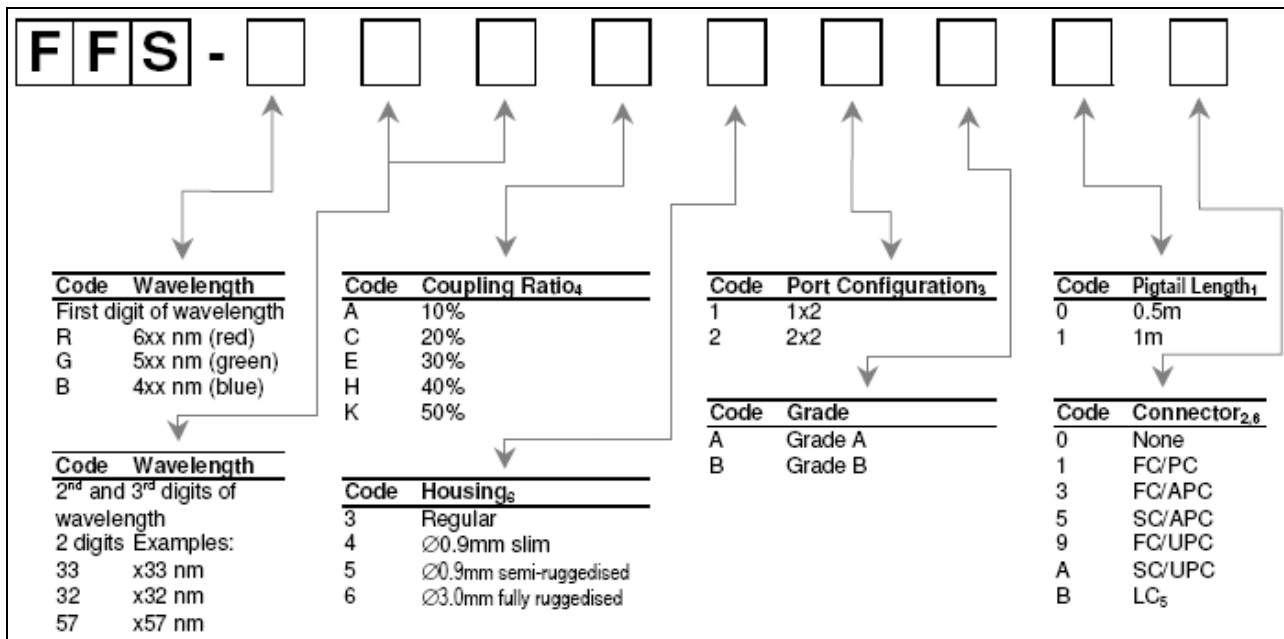 FFS-
Code Wavelength
First digit of wavelength
R 6xx nm (red)
G 5xx nm (green)
B 4xx nm (blue)
Code Wavelength
2nd and 3rd digits of
wavelength
2 digits Examples:
33 x33 nm
32 x32 nm
57 x57 nm
Code Coupling Ratio4
A 10%
C 20%
E 30%
H 40%
K 50%
Code Housing6
3 Regular
4 ∅0.9mm slim
5 ∅0.9mm semi-ruggedised
6 ∅3.0mm fully ruggedised
Code Port Configuration3
1 1x2
2 2x2
Code Grade
A Grade A
B Grade B
Code Pigtail Length1
0 0.5m
1 1m
Code Connector2,6
0 None
1 FC/PC
3 FC/APC
5 SC/APC
9 FC/UPC
A SC/UPC
B LC5